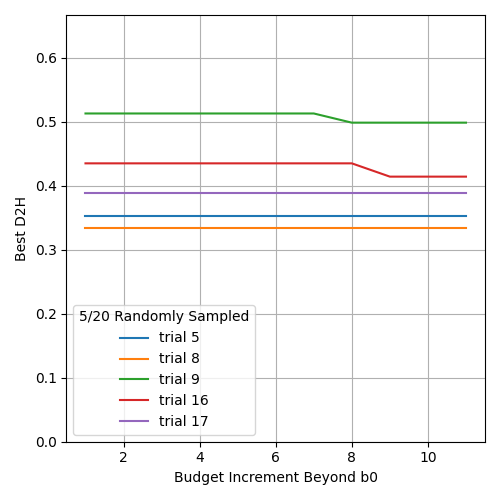 0.6
0.5
0.4
0.3
0.2
0.1
0.0
Best D2H
5/20 Randomly Sampled
trial 5
trial 8
trial 9
trial 16
trial 17
2 4 6 8 10
Budget Increment Beyond b0